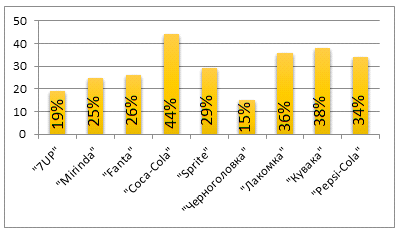 50
40
30
20
10
0
19%
25%
26%
44%
29%
15%
36%
38%
34%
"7UP"
"Mirinda"
"Fanta"
"Coca-Cola"
"Sprite"
"Черноголовка"
"Лакомка"
"Кувака"
"Pepsi-Cola"